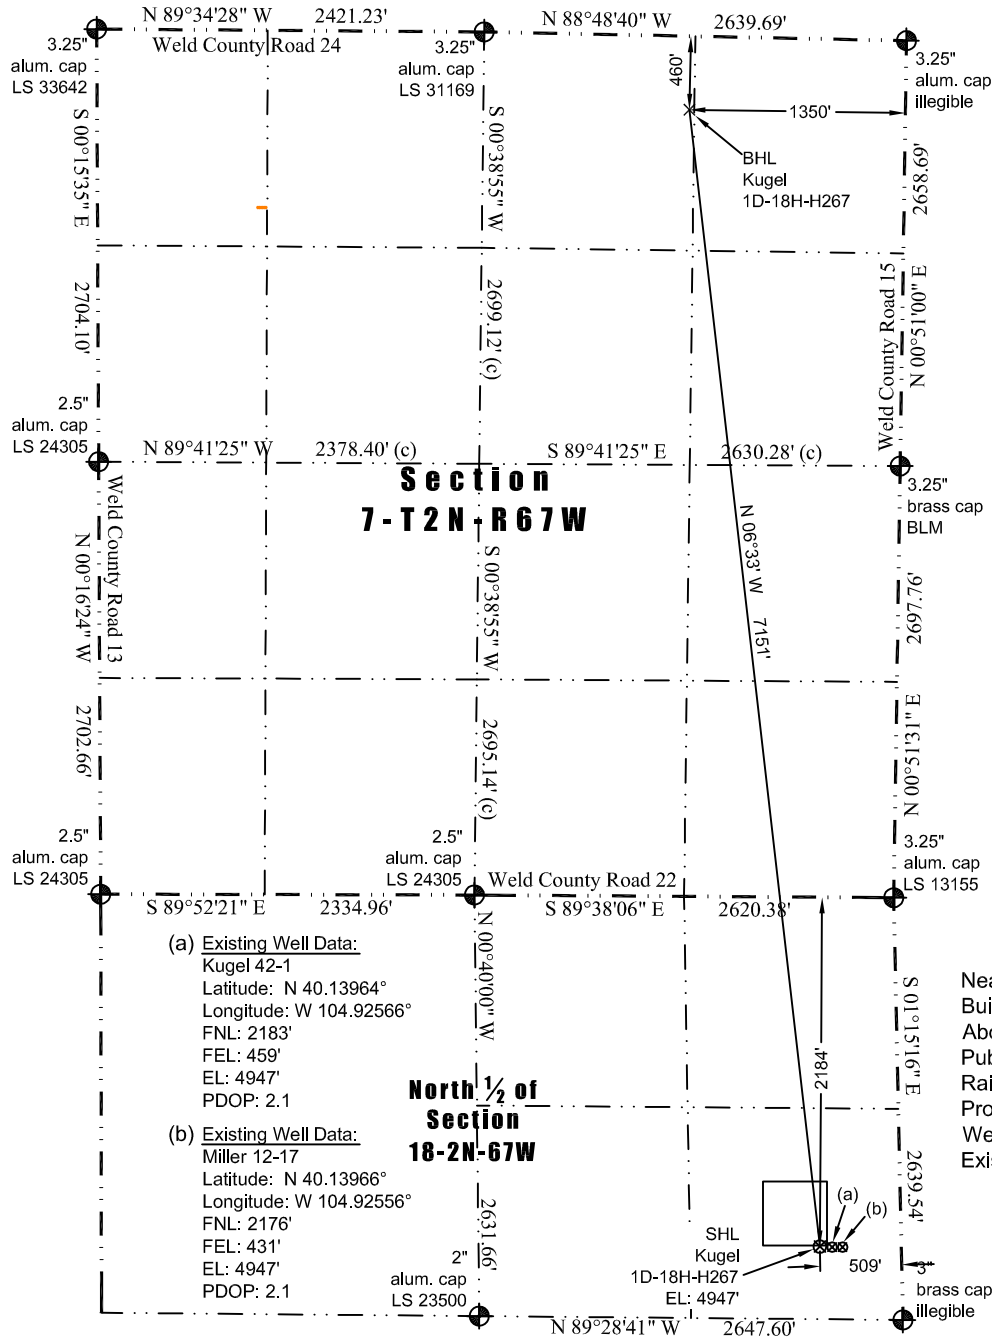 N 89°34'28" W 2421.23'
N 88°48'40" W 2639.69'
Weld County Road 24
3.25"
alum. cap
LS 33642
3.25"
alum. cap
LS 31169
3.25"
alum. cap
illegible
460'
1350'
BHL
Kugel
1D-18H-H267
S 00°15'35" E
2704.10'
S 00°38'55" W
2699.12' (c)
2658.69'
N 00°51'00" E
Weld County Road 15
2.5"
alum. cap
LS 24305
N 89°41'25" W 2378.40' (c)
S 89°41'25" E 2630.28' (c)
Section
7-T2N-R67W
3.25"
brass cap
BLM
Weld County Road 13
N 00°16'24" W
2702.66'
S 00°38'55" W
2695.14' (c)
N 06°33' W 7151'
2697.76'
N 00°51'31" E
2.5"
alum. cap
LS 24305
2.5"
alum. cap
LS 24305
3.25"
alum. cap
LS 13155
Weld County Road 22
S 89°52'21" E 2334.96'
S 89°38'06" E 2620.38'
(a) Existing Well Data:
Kugel 42-1
Latitude: N 40.13964°
Longitude: W 104.92566°
FNL: 2183'
FEL: 459'
EL: 4947'
PDOP: 2.1
(b) Existing Well Data:
Miller 12-17
Latitude: N 40.13966°
Longitude: W 104.92556°
FNL: 2176'
FEL: 431'
EL: 4947'
PDOP: 2.1
N 00°40'00" W
2631.66'
North ½ of
Section
18-2N-67W
2184'
S 01°15'16" E
2639.54'
Nea
Bui
Abo
Pub
Rai
Pro
We
Exis
(a)
(b)
SHL
Kugel
1D-18H-H267
EL: 4947'
509'
2"
alum. cap
LS 23500
3"
brass cap
illegible
N 89°28'41" W 2647.60'